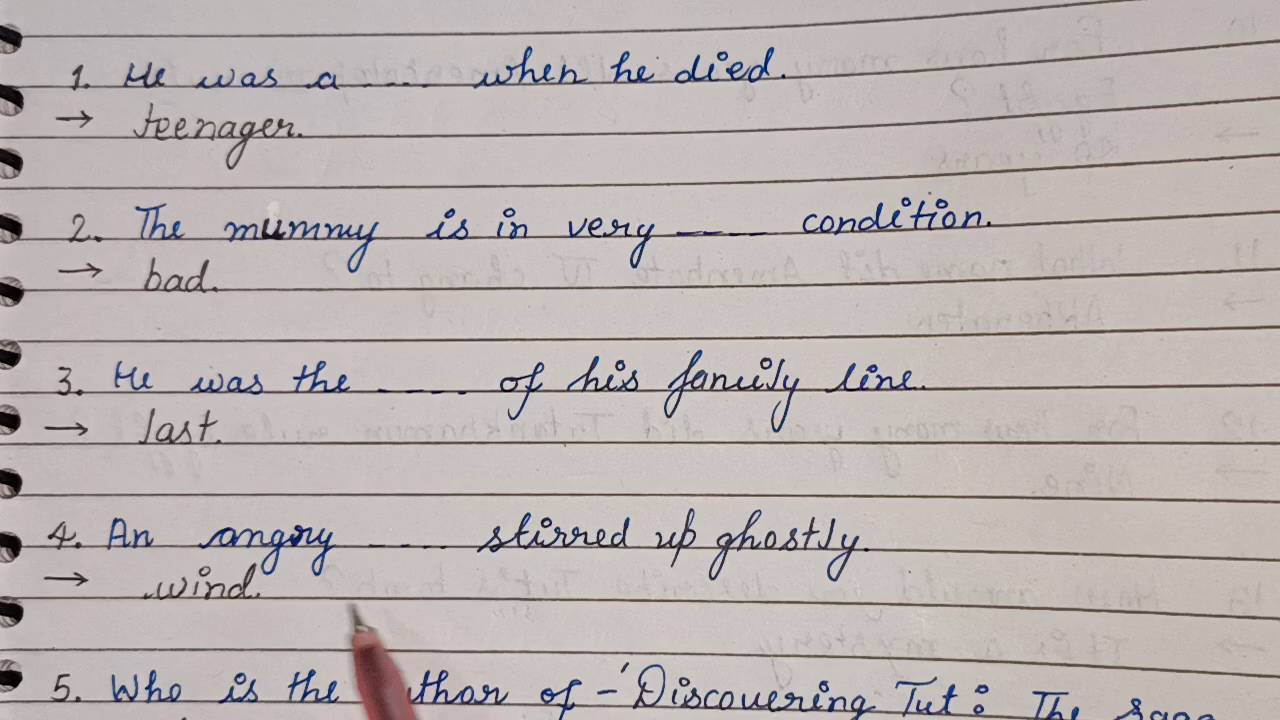 1. He was a ---- when he died.
→ teenager.
2. The mummy is in very ---- condition.
→ bad.
3. He was the ---- of his family line.
→ last.
4. An angry ---- stirred up ghostly.
→ wind.
5. Who is the of - 'Discovering Tut : The